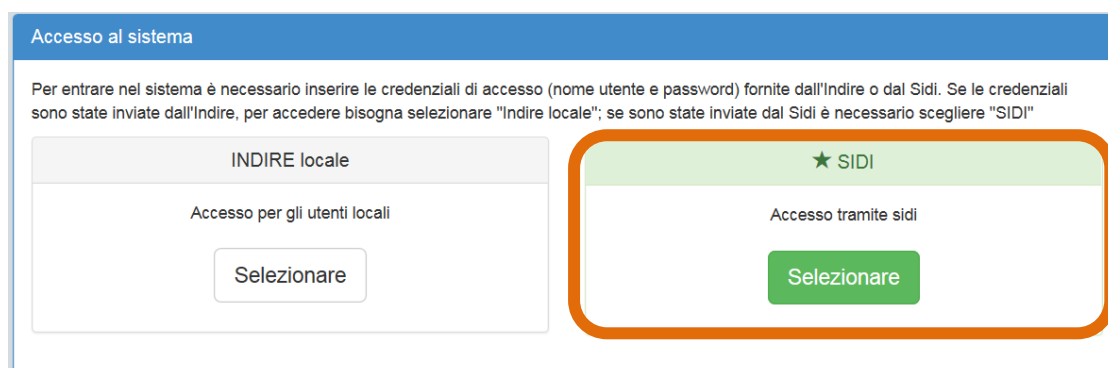 Accesso al sistema
Per entrare nel sistema è necessario inserire le credenziali di accesso (nome utente e password) fornite dall'Indire o dal Sidi. Se le credenziali
sono state inviate dall'Indire, per accedere bisogna selezionare "Indire locale"; se sono state inviate dal Sidi è necessario scegliere "SIDI"
INDIRE locale
Accesso per gli utenti locali
Selezionare
★ SIDI
Accesso tramite sidi
Selezionare